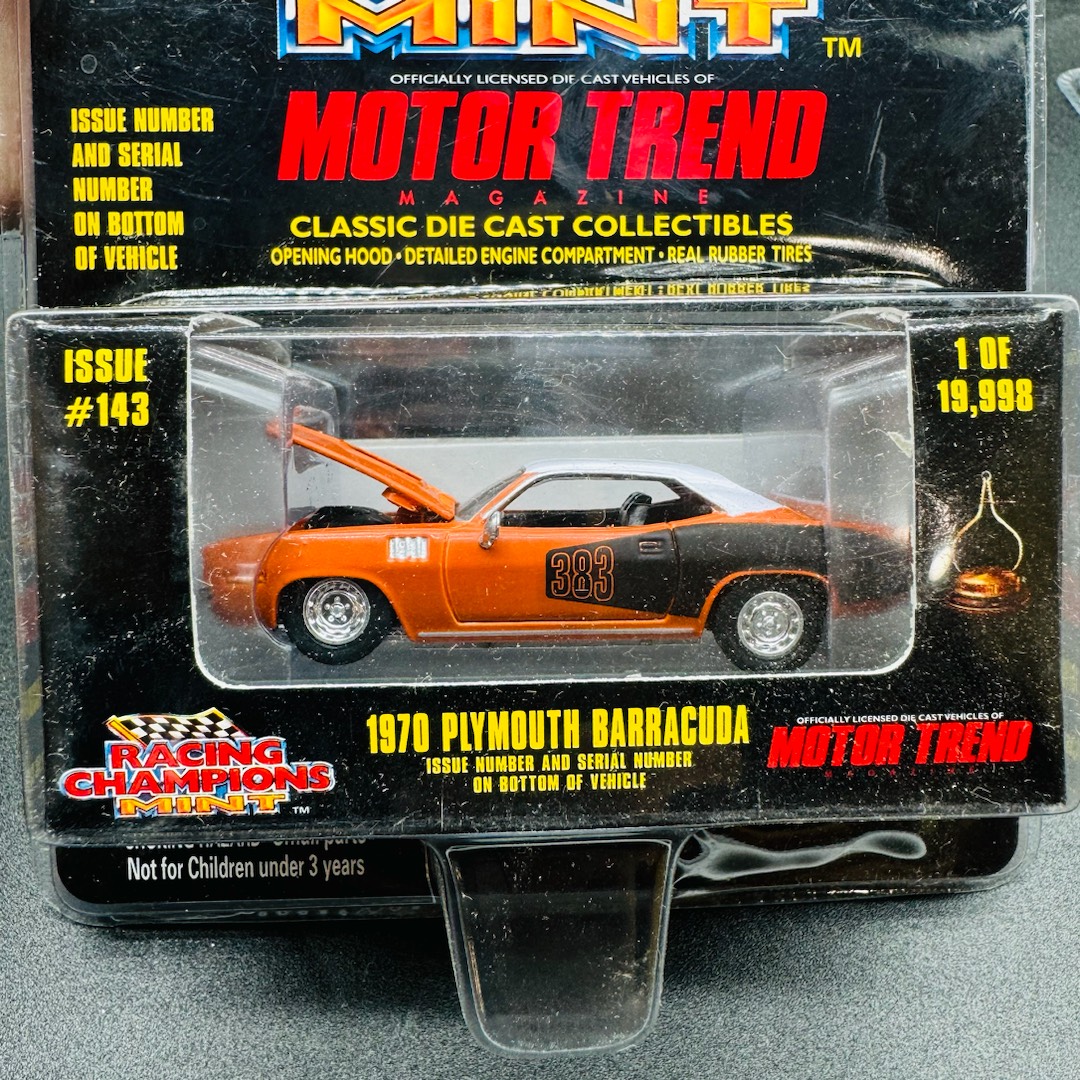 MINT
TM
OFFICIALLY LICENSED DIE CAST VEHICLES OF
MOTOR TREND
MAGAZINE
CLASSIC DIE CAST COLLECTIBLES
OPENING HOOD • DETAILED ENGINE COMPARTMENT • REAL RUBBER TIRES
ISSUE NUMBER
AND SERIAL
NUMBER
ON BOTTOM
OF VEHICLE
ISSUE
#143
1 OF
19,998
383
RACING
CHAMPIONS
MINT TM
1970 PLYMOUTH BARRACUDA
ISSUE NUMBER AND SERIAL NUMBER
ON BOTTOM OF VEHICLE
OFFICIALLY LICENSED DIE CAST VEHICLES OF
MOTOR TREND
MAGAZINE
Small parts
Not for Children under 3 years